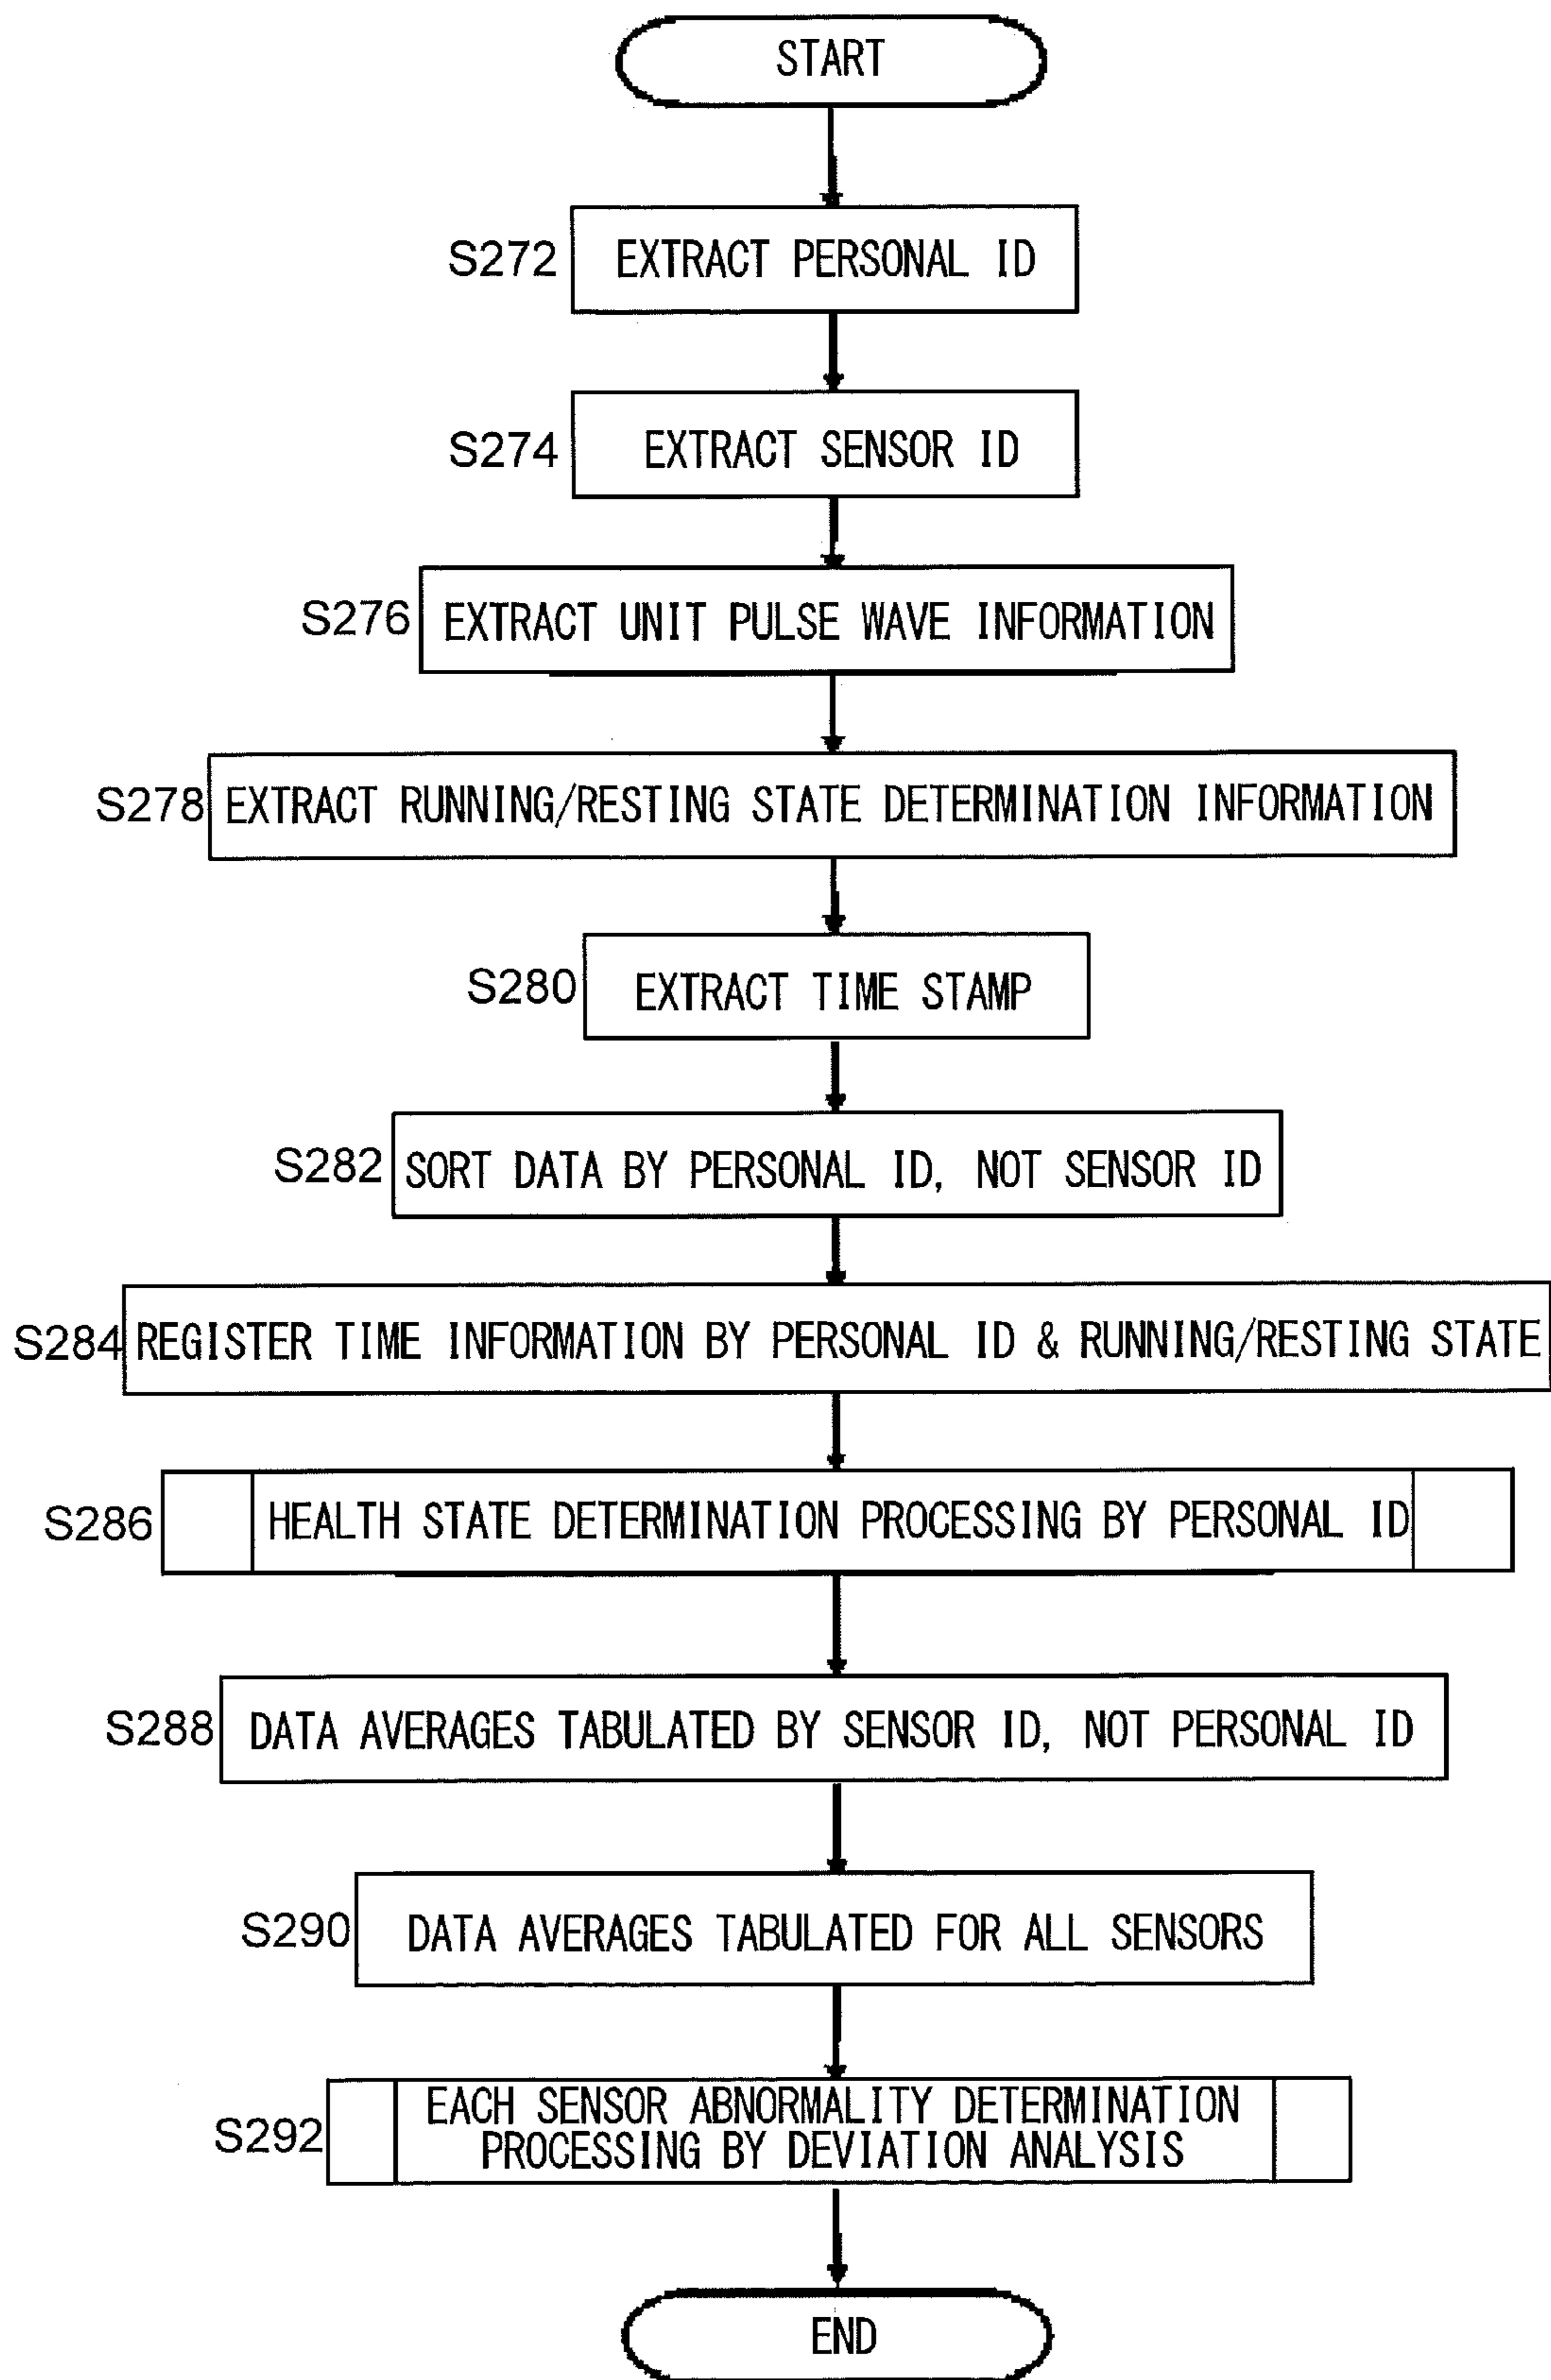 START
S272 EXTRACT PERSONAL ID
S274 EXTRACT SENSOR ID
S276 EXTRACT UNIT PULSE WAVE INFORMATION
S278 EXTRACT RUNNING/RESTING STATE DETERMINATION INFORMATION
S280 EXTRACT TIME STAMP
S282 SORT DATA BY PERSONAL ID, NOT SENSOR ID
S284 REGISTER TIME INFORMATION BY PERSONAL ID & RUNNING/RESTING STATE
S286 HEALTH STATE DETERMINATION PROCESSING BY PERSONAL ID
S288 DATA AVERAGES TABULATED BY SENSOR ID, NOT PERSONAL ID
S290 DATA AVERAGES TABULATED FOR ALL SENSORS
S292 EACH SENSOR ABNORMALITY DETERMINATION
PROCESSING BY DEVIATION ANALYSIS
END